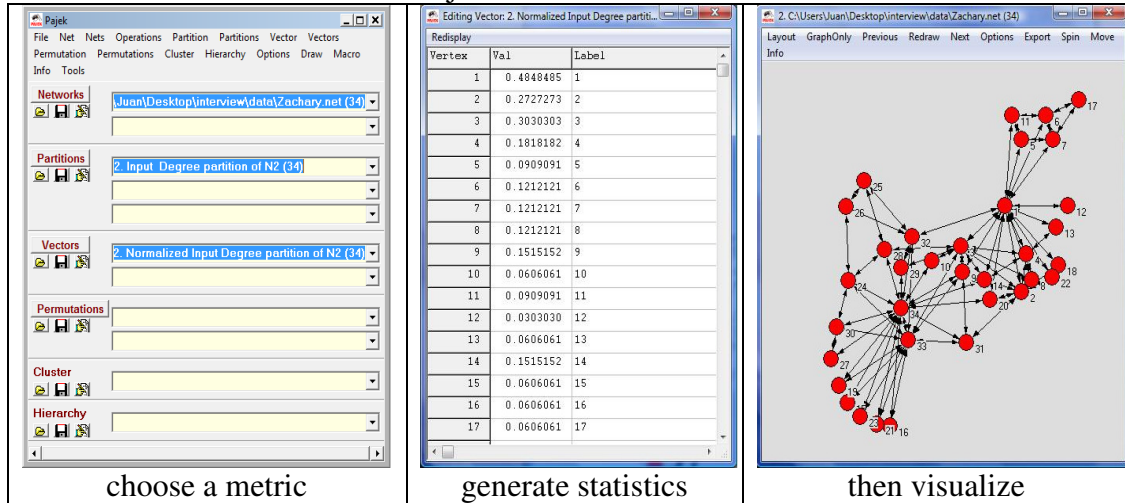 Pajek
File Net Nets Operations Partition Partitions Vector Vectors
Permutation Permutations Cluster Hierarchy Options Draw Macro
Info Tools
Networks
\Juan\Desktop\interview\data\Zachary.net (34)
Partitions
2. Input Degree partition of N2 (34)
Vectors
2. Normalized Input Degree partition of N2 (34)
Permutations
Cluster
Hierarchy
choose a metric
Editing Vector: 2. Normalized Input Degree partiti...
Redisplay
Vertex Val Label
1 0.4848485 1
2 0.2727273 2
3 0.3030303 3
4 0.1818182 4
5 0.0909091 5
6 0.1212121 6
7 0.1212121 7
8 0.1212121 8
9 0.1515152 9
10 0.0606061 10
11 0.0909091 11
12 0.0303030 12
13 0.0606061 13
14 0.1515152 14
15 0.0606061 15
16 0.0606061 16
17 0.0606061 17
generate statistics
2. C:\Users\Juan\Desktop\interview\data\Zachary.net (34)
Layout GraphOnly Previous Redraw Next Options Export Spin Move
Info
17
11
6
5
7
25
26
12
13
32
28
29
10
9
4
18
8
22
14
2
20
24
34
30
33
31
27
19
23
21
16
then visualize